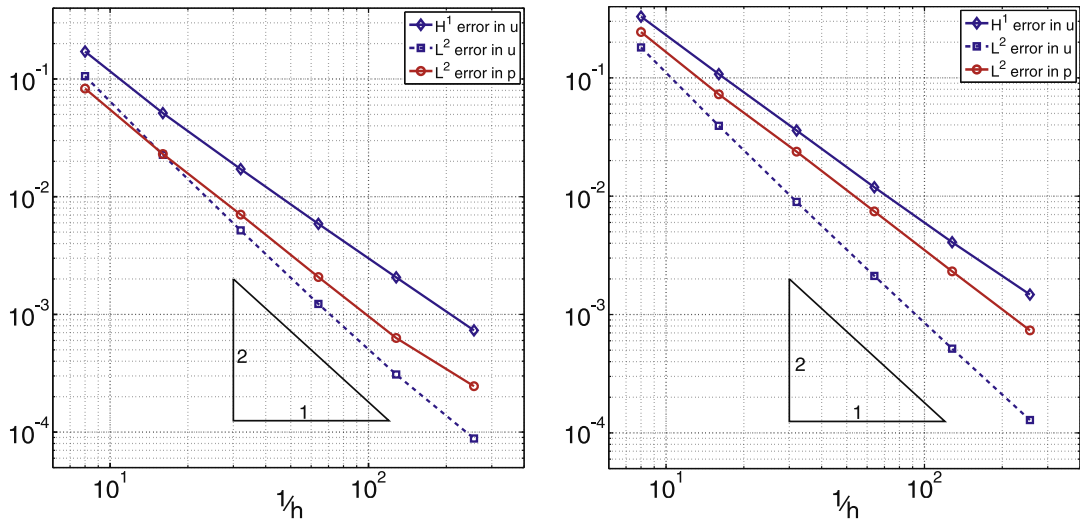 H¹ error in u
L² error in u
L² error in p
10⁻¹
10⁻²
10⁻³
10⁻⁴
2
1
10¹
10²
1/h
H¹ error in u
L² error in u
L² error in p
10⁻¹
10⁻²
10⁻³
10⁻⁴
2
1
10¹
10²
1/h